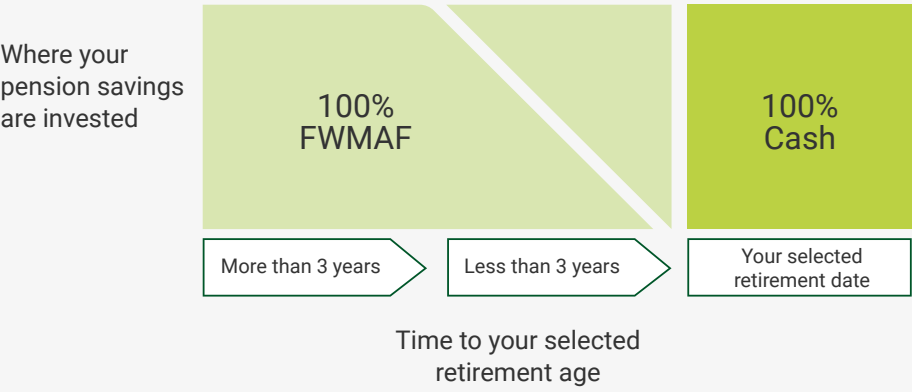 Where your
pension savings
are invested
100%
FWMAF
100%
Cash
More than 3 years
Less than 3 years
Your selected
retirement date
Time to your selected
retirement age